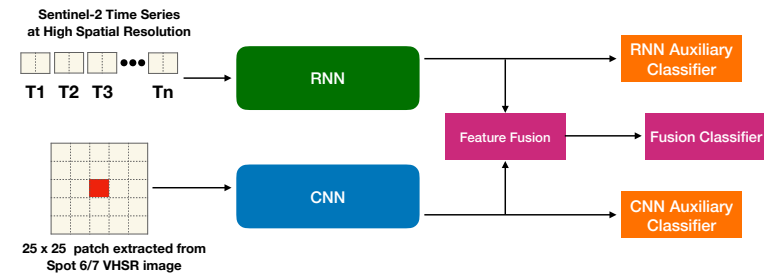 Sentinel-2 Time Series
at High Spatial Resolution
T1 T2 T3 Tn
RNN
RNN Auxiliary
Classifier
Feature Fusion
Fusion Classifier
CNN
CNN Auxiliary
Classifier
25 x 25 patch extracted from
Spot 6/7 VHSR image